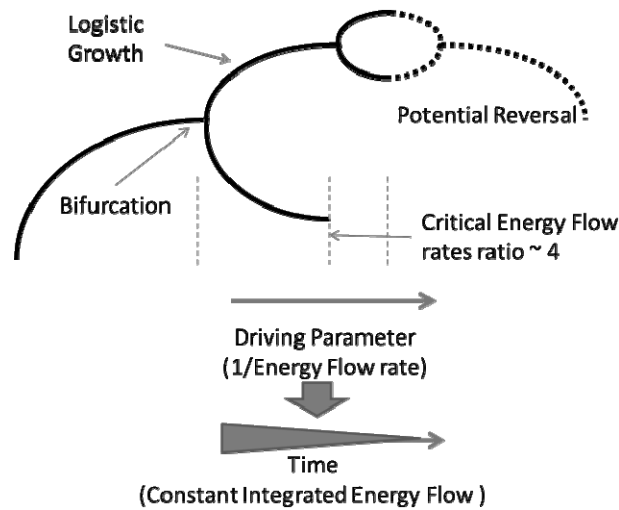 Logistic
Growth
Potential Reversal
Bifurcation
Critical Energy Flow
rates ratio ~ 4
Driving Parameter
(1/Energy Flow rate)
Time
(Constant Integrated Energy Flow )